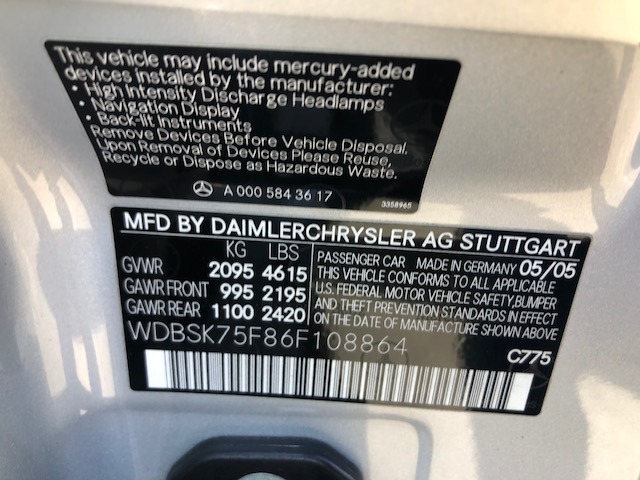 This vehicle may include mercury-added
devices installed by the manufacturer:
• High Intensity Discharge Headlamps
• Navigation Display
• Back-lit Instruments
Remove Devices Before Vehicle Disposal.
Upon Removal of Devices Please Reuse,
Recycle or Dispose as Hazardous Waste.
A 000 584 36 17
3358965
MFD BY DAIMLERCHRYSLER AG STUTTGART
KG LBS
GVWR 2095 4615
GAWR FRONT 995 2195
GAWR REAR 1100 2420
PASSENGER CAR MADE IN GERMANY 05/05
THIS VEHICLE CONFORMS TO ALL APPLICABLE
U.S. FEDERAL MOTOR VEHICLE SAFETY, BUMPER
AND THEFT PREVENTION STANDARDS IN EFFECT
ON THE DATE OF MANUFACTURE SHOWN ABOVE.
WDBSK75F86F108864
C775